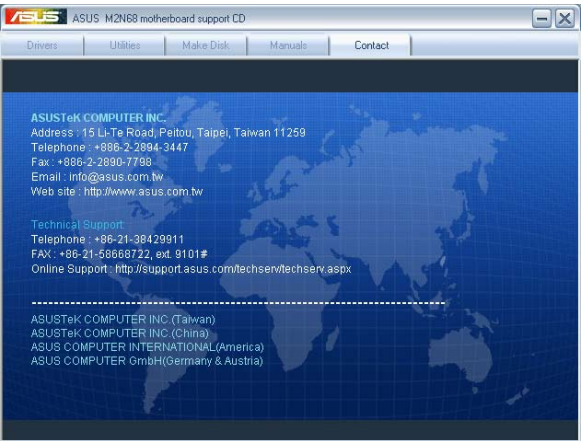 ASUS ASUS M2N68 motherboard support CD
Drivers Utilities Make Disk Manuals Contact
ASUSTeK COMPUTER INC.
Address : 15 Li-Te Road, Peitou, Taipei, Taiwan 11259
Telephone : +886-2-2894-3447
Fax : +886-2-2890-7798
Email : info@asus.com.tw
Web site : http://www.asus.com.tw
Technical Support:
Telephone : +86-21-38429911
FAX : +86-21-58668722, ext. 9101#
Online Support : http://support.asus.com/techserv/techserv.aspx
ASUSTeK COMPUTER INC.(Taiwan)
ASUSTeK COMPUTER INC.(China)
ASUS COMPUTER INTERNATIONAL(America)
ASUS COMPUTER GmbH(Germany & Austria)